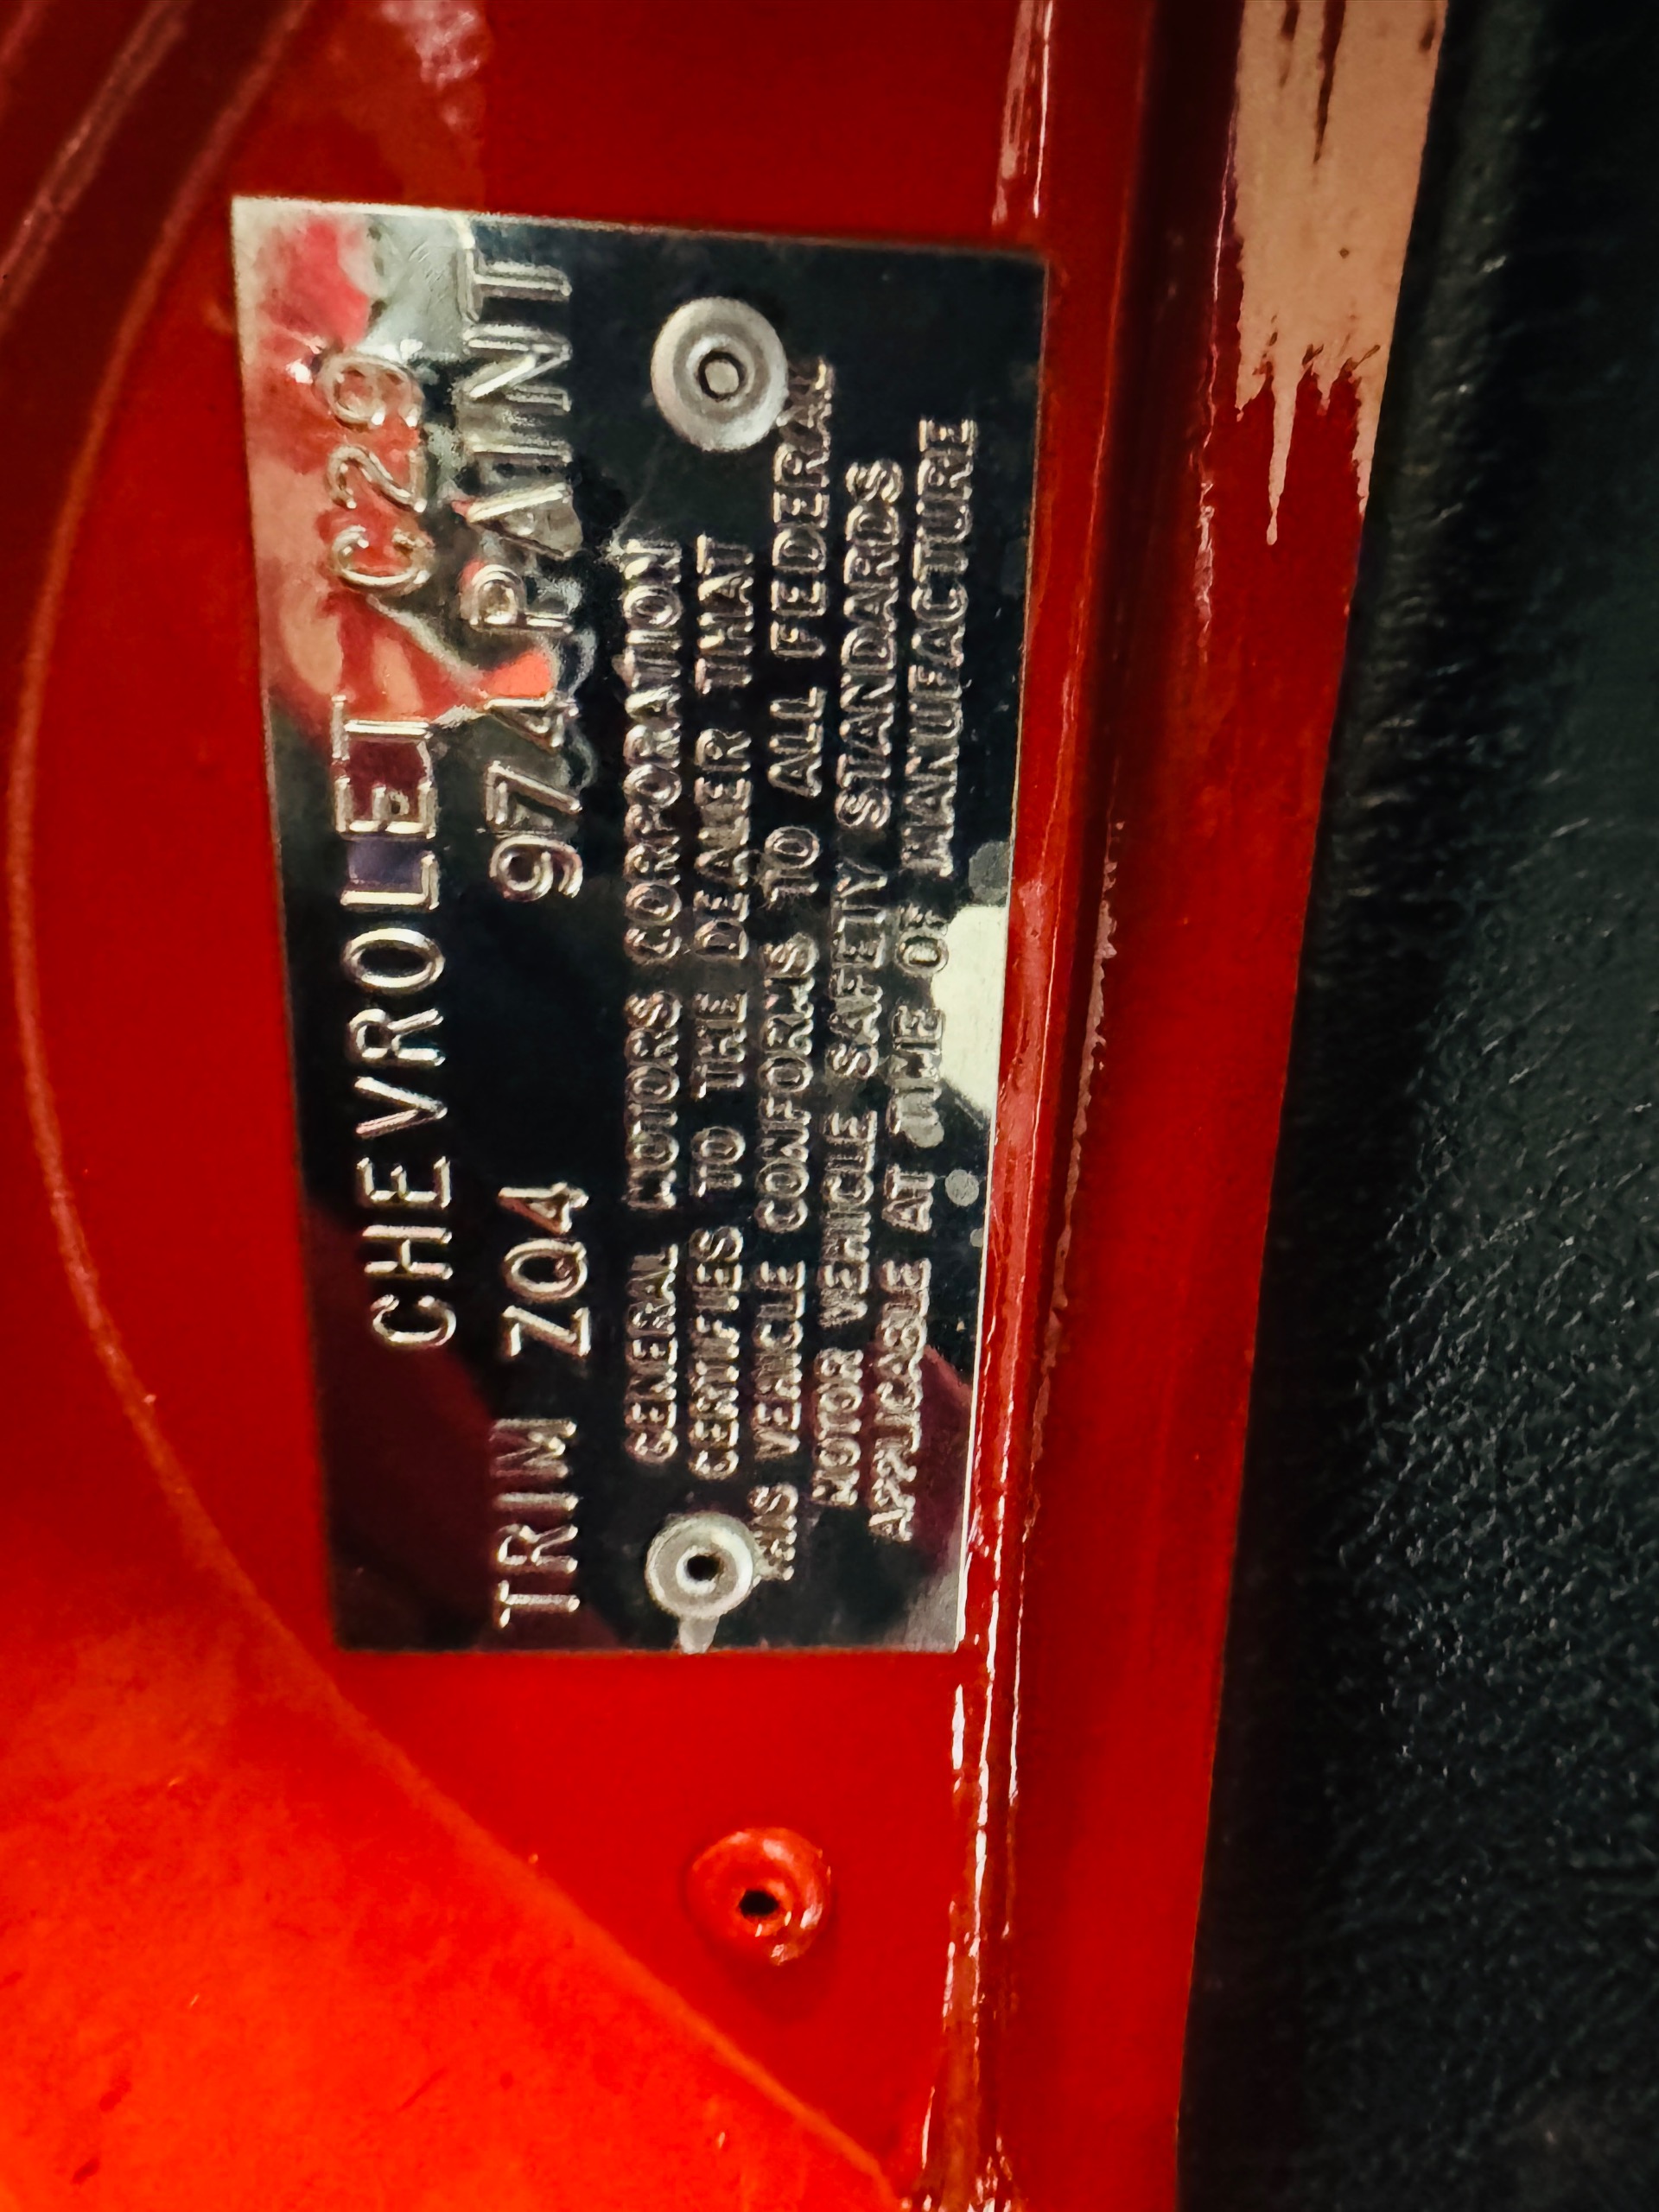 CHEVROLET C29
TRIM ZQ4 974 PAINT
GENERAL MOTORS CORPORATION
CERTIFIES TO THE DEALER THAT
THIS VEHICLE CONFORMS TO ALL FEDERAL
MOTOR VEHICLE SAFETY STANDARDS
APPLICABLE AT TIME OF MANUFACTURE